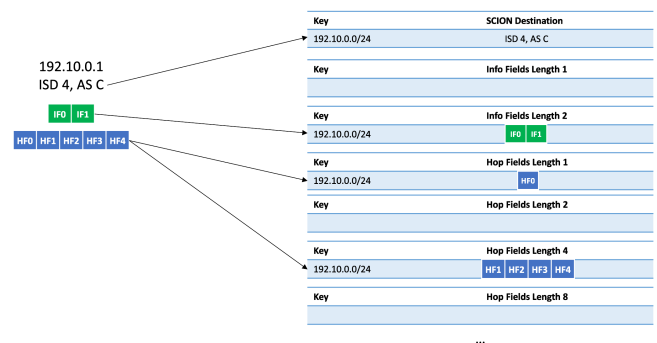 192.10.0.1
ISD 4, AS C
IF0 IF1
HF0 HF1 HF2 HF3 HF4
Key SCION Destination
192.10.0.0/24 ISD 4, AS C
Key Info Fields Length 1
Key Info Fields Length 2
192.10.0.0/24 IF0 IF1
Key Hop Fields Length 1
192.10.0.0/24 HF0
Key Hop Fields Length 2
Key Hop Fields Length 4
192.10.0.0/24 HF1 HF2 HF3 HF4
Key Hop Fields Length 8
...